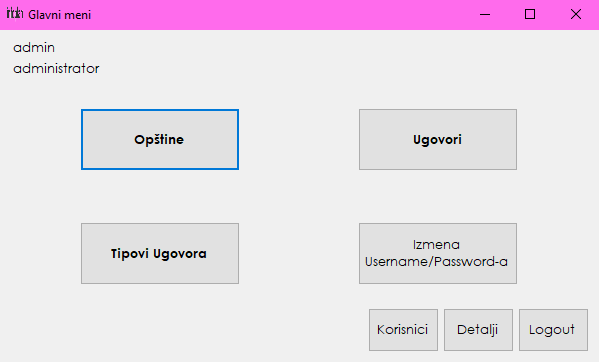 Glavni meni
admin
administrator
Opštine
Ugovori
Tipovi Ugovora
Izmena
Username/Password-a
Korisnici
Detalji
Logout